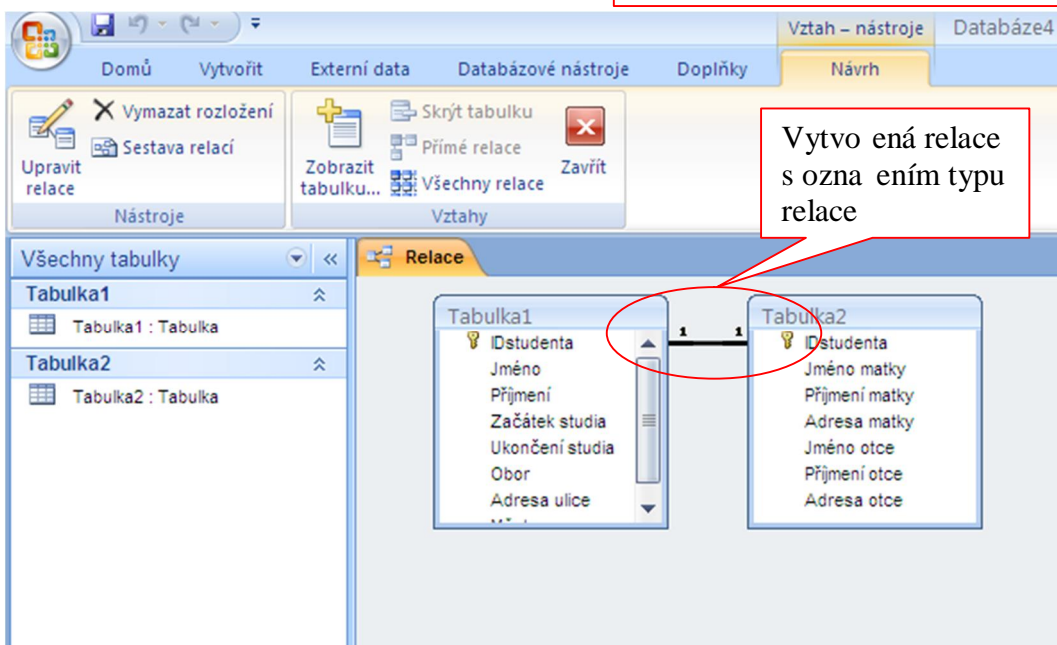 Vztah – nástroje Databáze4
Domů Vytvořit Externí data Databázové nástroje Doplňky Návrh
Upravit relace
Vymazat rozložení
Sestava relací
Nástroje
Zobrazit tabulku...
Skrýt tabulku
Přímé relace
Všechny relace
Zavřít
Vztahy
Vytvo ená relace
s ozna ením typu
relace
Všechny tabulky
Tabulka1
Tabulka1 : Tabulka
Tabulka2
Tabulka2 : Tabulka
Relace
Tabulka1
IDstudenta
Jméno
Příjmení
Začátek studia
Ukončení studia
Obor
Adresa ulice
1 1
Tabulka2
IDstudenta
Jméno matky
Příjmení matky
Adresa matky
Jméno otce
Příjmení otce
Adresa otce